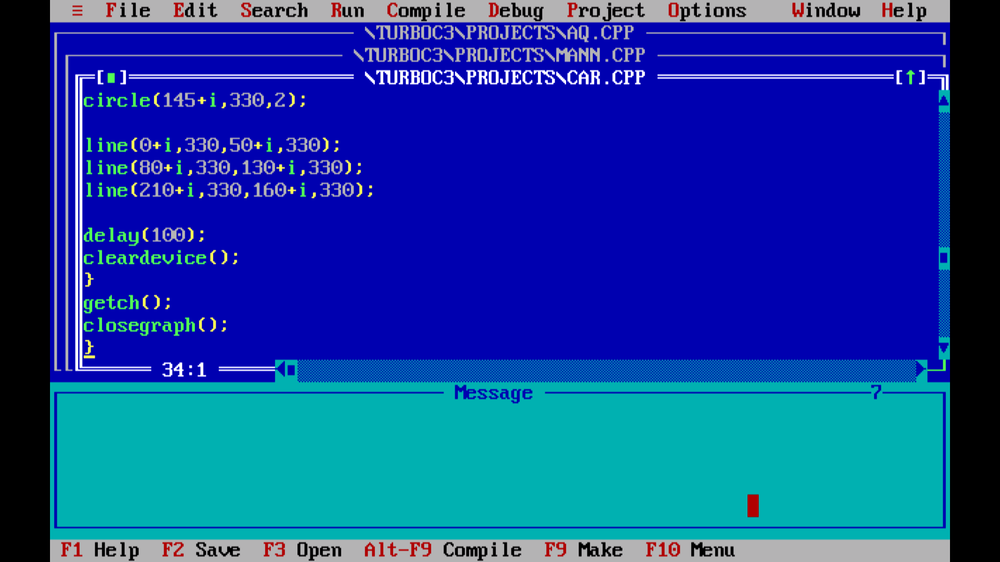 ≡ File Edit Search Run Compile Debug Project Options Window Help
\TURBOC3\PROJECTS\AQ.CPP
\TURBOC3\PROJECTS\MANN.CPP
[■] \TURBOC3\PROJECTS\CAR.CPP [↑]
circle(145+i,330,2);
line(0+i,330,50+i,330);
line(80+i,330,130+i,330);
line(210+i,330,160+i,330);
delay(100);
cleardevice();
}
getch();
closegraph();
}
34:1
Message 7
F1 Help F2 Save F3 Open Alt-F9 Compile F9 Make F10 Menu